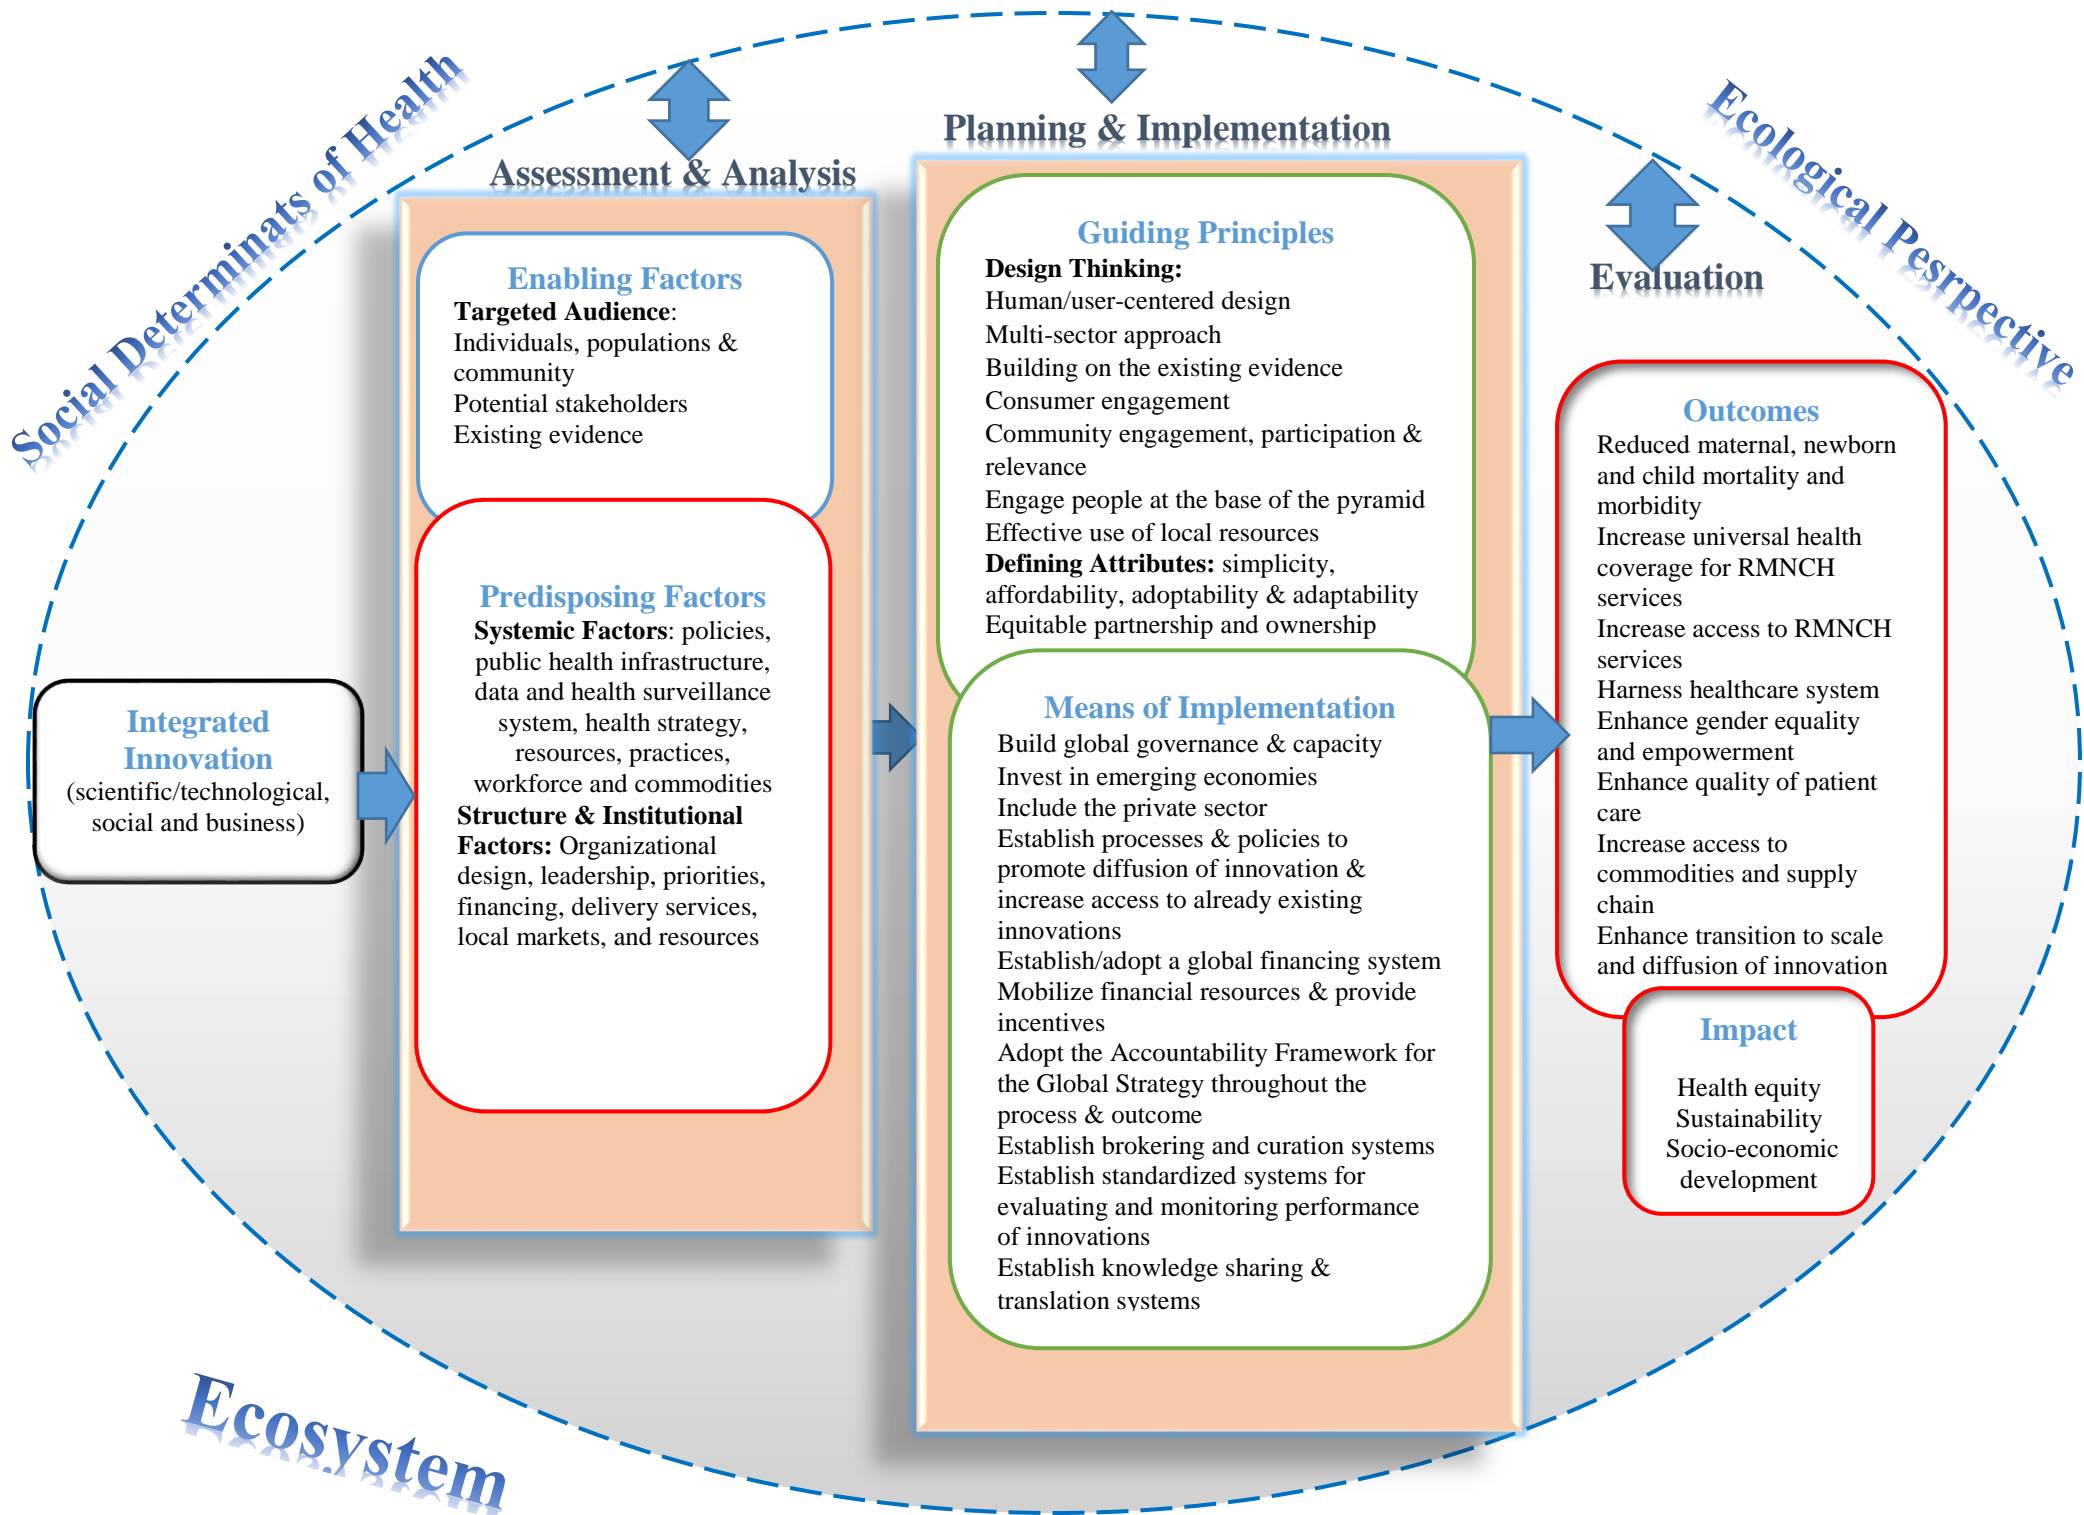 Social Determinats of Health
Ecological Pesrpective
Ecosystem
Integrated
Innovation
(scientific/technological,
social and business)
Assessment & Analysis
Enabling Factors
Targeted Audience:
Individuals, populations &
community
Potential stakeholders
Existing evidence
Predisposing Factors
Systemic Factors: policies,
public health infrastructure,
data and health surveillance
system, health strategy,
resources, practices,
workforce and commodities
Structure & Institutional
Factors: Organizational
design, leadership, priorities,
financing, delivery services,
local markets, and resources
Planning & Implementation
Guiding Principles
Design Thinking:
Human/user-centered design
Multi-sector approach
Building on the existing evidence
Consumer engagement
Community engagement, participation &
relevance
Engage people at the base of the pyramid
Effective use of local resources
Defining Attributes: simplicity,
affordability, adoptability & adaptability
Equitable partnership and ownership
Means of Implementation
Build global governance & capacity
Invest in emerging economies
Include the private sector
Establish processes & policies to
promote diffusion of innovation &
increase access to already existing
innovations
Establish/adopt a global financing system
Mobilize financial resources & provide
incentives
Adopt the Accountability Framework for
the Global Strategy throughout the
process & outcome
Establish brokering and curation systems
Establish standardized systems for
evaluating and monitoring performance
of innovations
Establish knowledge sharing &
translation systems
Evaluation
Outcomes
Reduced maternal, newborn
and child mortality and
morbidity
Increase universal health
coverage for RMNCH
services
Increase access to RMNCH
services
Harness healthcare system
Enhance gender equality
and empowerment
Enhance quality of patient
care
Increase access to
commodities and supply
chain
Enhance transition to scale
and diffusion of innovation
Impact
Health equity
Sustainability
Socio-economic
development